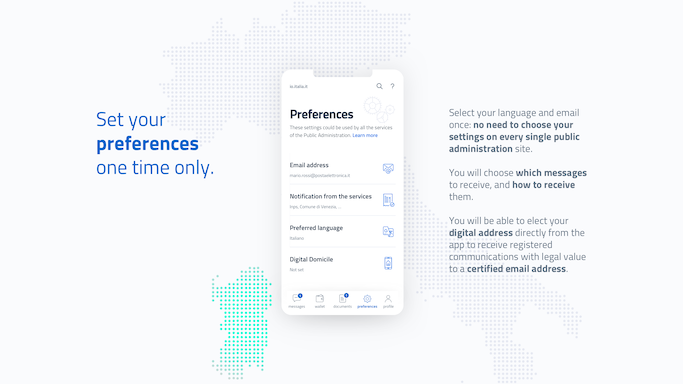 Set your
preferences
one time only.
io.italia.it
?
Preferences
These settings could be used by all the services
of the Public Administration. Learn more
Email address
mario.rossi@postaelettronica.it
Notification from the services
Inps, Comune di Venezia, ...
Preferred language
Italiano
Digital Domicile
Not set
messages
wallet
documents
preferences
profile
Select your language and email
once: no need to choose your
settings on every single public
administration site.
You will choose which messages
to receive, and how to receive
them.
You will be able to elect your
digital address directly from the
app to receive registered
communications with legal value
to a certified email address.